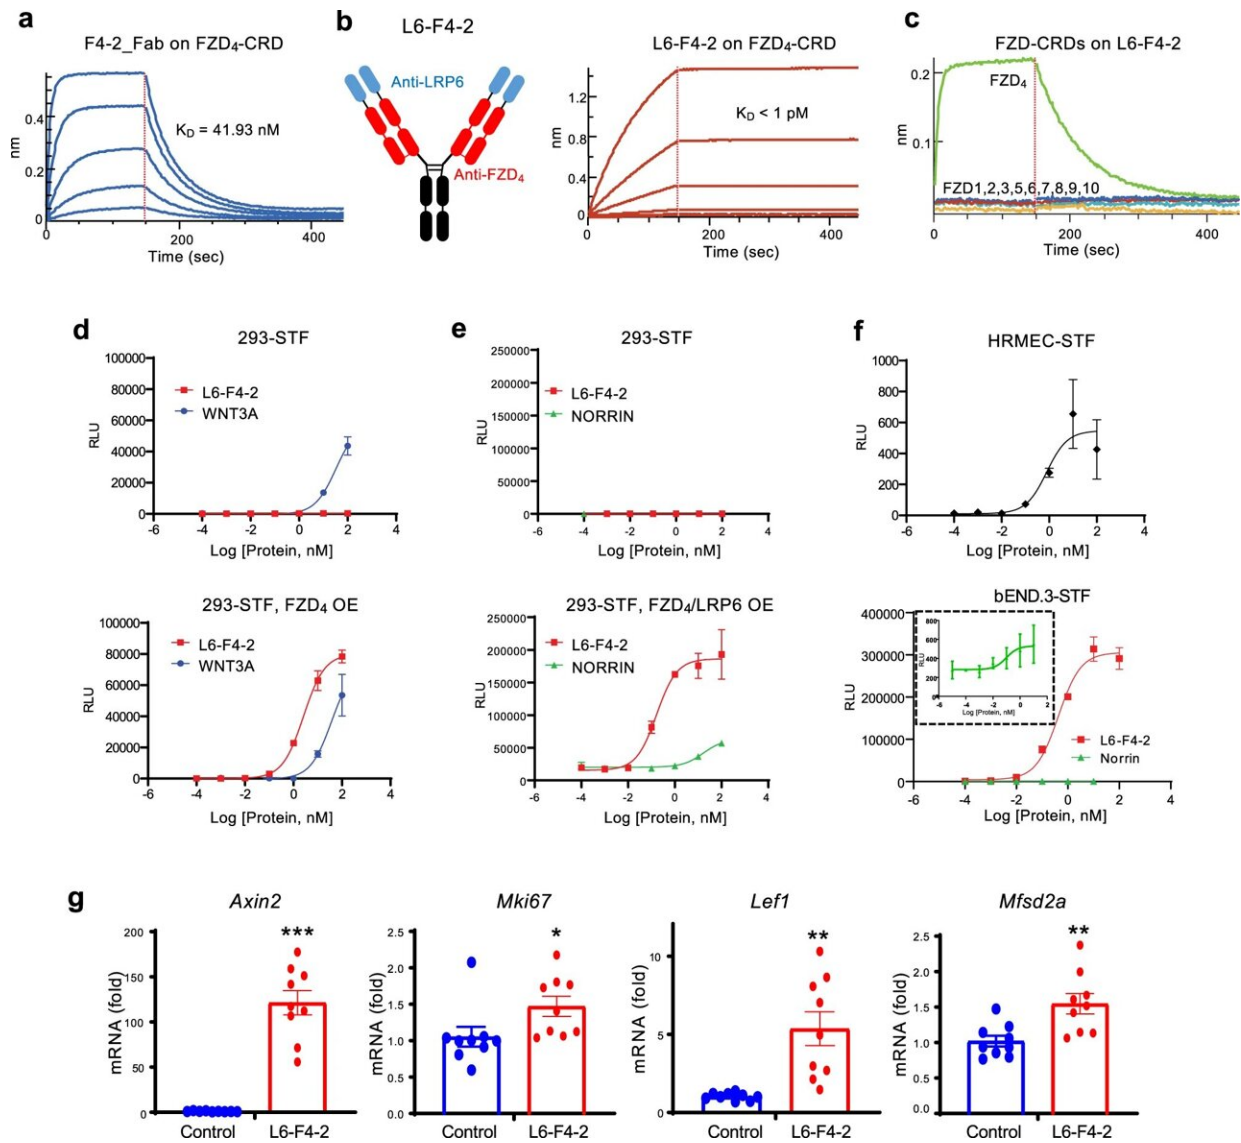 a
F4-2_Fab on FZD₄-CRD
nm
0.4
0.2
0
K_D = 41.93 nM
0
200
400
Time (sec)
b
L6-F4-2
Anti-LRP6
Anti-FZD₄
L6-F4-2 on FZD₄-CRD
nm
1.2
0.8
0.4
0
K_D < 1 pM
0
200
400
Time (sec)
c
FZD-CRDs on L6-F4-2
nm
0.2
0.1
FZD₄
FZD1,2,3,5,6,7,8,9,10
0
200
400
Time (sec)
d
293-STF
RLU
100000
80000
60000
40000
20000
0
L6-F4-2
WNT3A
-6 -4 -2 0 2 4
Log [Protein, nM]
293-STF, FZD₄ OE
RLU
100000
80000
60000
40000
20000
0
L6-F4-2
WNT3A
-6 -4 -2 0 2 4
Log [Protein, nM]
e
293-STF
RLU
250000
200000
150000
100000
50000
0
L6-F4-2
NORRIN
-6 -4 -2 0 2 4
Log [Protein, nM]
293-STF, FZD₄/LRP6 OE
RLU
250000
200000
150000
100000
50000
0
L6-F4-2
NORRIN
-6 -4 -2 0 2 4
Log [Protein, nM]
f
HRMEC-STF
RLU
1000
800
600
400
200
0
-6 -4 -2 0 2 4
Log [Protein, nM]
bEND.3-STF
RLU
400000
300000
200000
100000
0
RLU
800
600
400
200
0
-6 -4 -2 0 2
Log [Protein, nM]
L6-F4-2
Norrin
-6 -4 -2 0 2 4
Log [Protein, nM]
g
Axin2
mRNA (fold)
200
150
100
50
0
***
Control L6-F4-2
Mki67
mRNA (fold)
2.5
2.0
1.5
1.0
0.5
0.0
*
Control L6-F4-2
Lef1
mRNA (fold)
10
5
0
**
Control L6-F4-2
Mfsd2a
mRNA (fold)
2.5
2.0
1.5
1.0
0.5
0.0
**
Control L6-F4-2